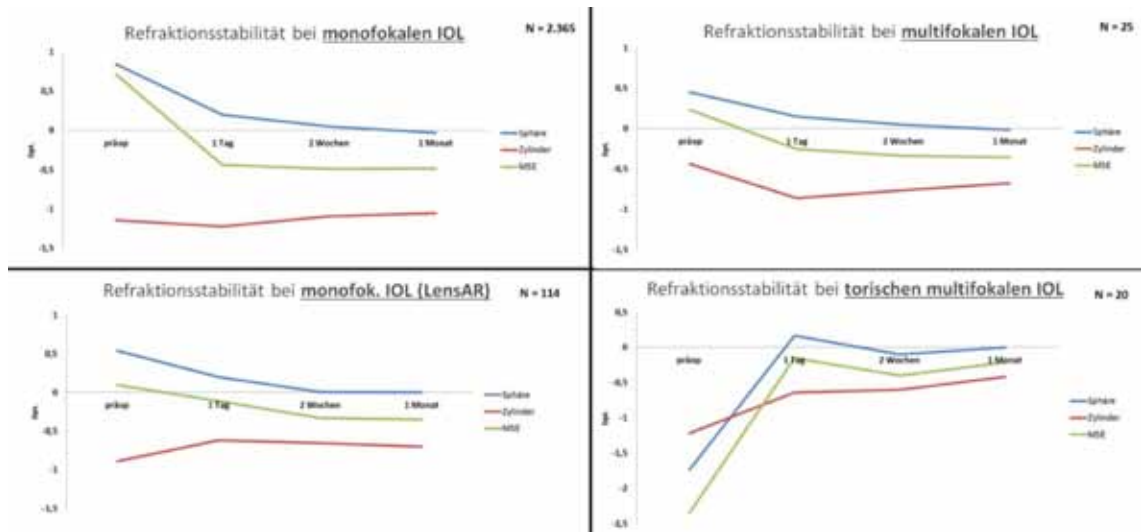 Refraktionsstabilität bei monofokalen IOL
N = 2.365
1
0,5
0
-0,5
-1
-1,5
Dpt.
präop
1 Tag
2 Wochen
1 Monat
Sphäre
Zylinder
MSE
Refraktionsstabilität bei multifokalen IOL
N = 25
1
0,5
0
-0,5
-1
-1,5
Dpt.
präop
1 Tag
2 Wochen
1 Monat
Sphäre
Zylinder
MSE
Refraktionsstabilität bei monofok. IOL (LensAR)
N = 114
1
0,5
0
-0,5
-1
-1,5
Dpt.
präop
1 Tag
2 Wochen
1 Monat
Sphäre
Zylinder
MSE
Refraktionsstabilität bei torischen multifokalen IOL
N = 20
0,5
0
-0,5
-1
-1,5
-2
-2,5
Dpt.
präop
1 Tag
2 Wochen
1 Monat
Sphäre
Zylinder
MSE